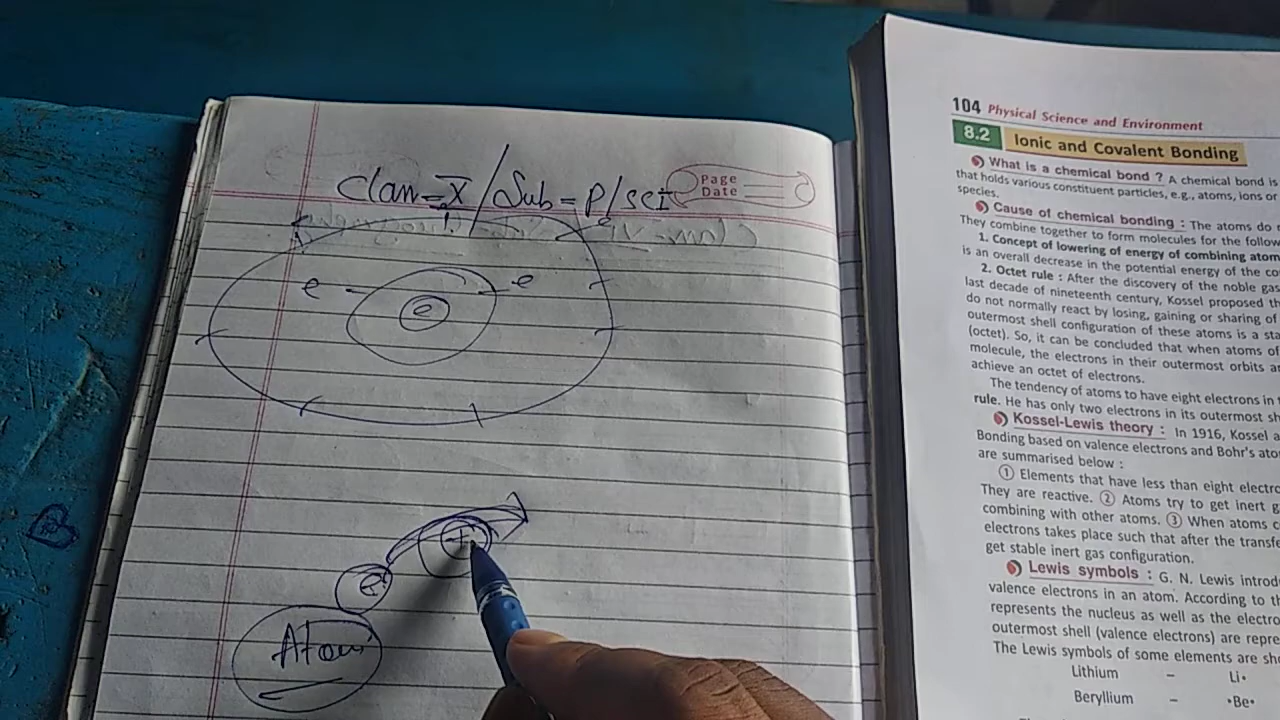 Clan=X/Sub=P/sci
Page
Date
e
e
e
+
e
Atom
104 Physical Science and Environment
8.2 Ionic and Covalent Bonding
What is a chemical bond ? A chemical bond is
that holds various constituent particles, e.g., atoms, ions or
species.
Cause of chemical bonding : The atoms do
They combine together to form molecules for the follow
1. Concept of lowering of energy of combining atom
is an overall decrease in the potential energy of the co
2. Octet rule : After the discovery of the noble gas
last decade of nineteenth century, Kossel proposed th
do not normally react by losing, gaining or sharing of
outermost shell configuration of these atoms is a sta
(octet). So, it can be concluded that when atoms of
molecule, the electrons in their outermost orbits a
achieve an octet of electrons.
The tendency of atoms to have eight electrons in
rule. He has only two electrons in its outermost sh
Kossel-Lewis theory : In 1916, Kossel a
Bonding based on valence electrons and Bohr's ato
are summarised below :
① Elements that have less than eight electro
They are reactive. ② Atoms try to get inert g
combining with other atoms. ③ When atoms c
electrons takes place such that after the transfe
get stable inert gas configuration.
Lewis symbols : G. N. Lewis introd
valence electrons in an atom. According to th
represents the nucleus as well as the electro
outermost shell (valence electrons) are repre
The Lewis symbols of some elements are sh
Lithium – Li•
Beryllium – •Be•